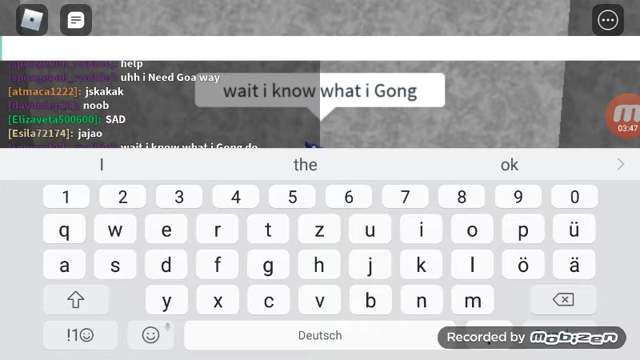 help
uhh i Need Goa way
[atmaca1222]: jskakak
noob
[Elizaveta500600]: SAD
[Esila72174]: jajao
wait i know what i Gong do
wait i know what i Gong
03:47
I the ok
1 2 3 4 5 6 7 8 9 0
q w e r t z u i o p ü
a s d f g h j k l ö ä
y x c v b n m
!1☺
Deutsch
Recorded by mobizen